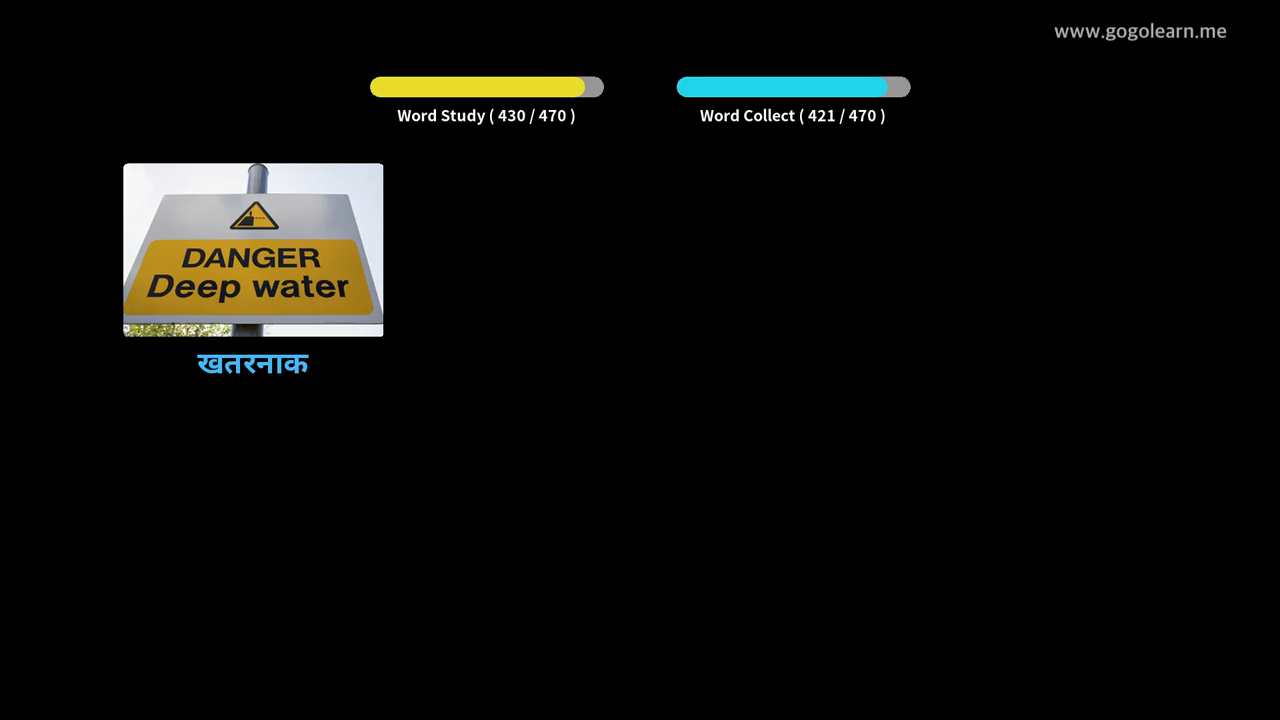 www.gogolearn.me
Word Study ( 430 / 470 )
Word Collect ( 421 / 470 )
DANGER
Deep water
खतरनाक